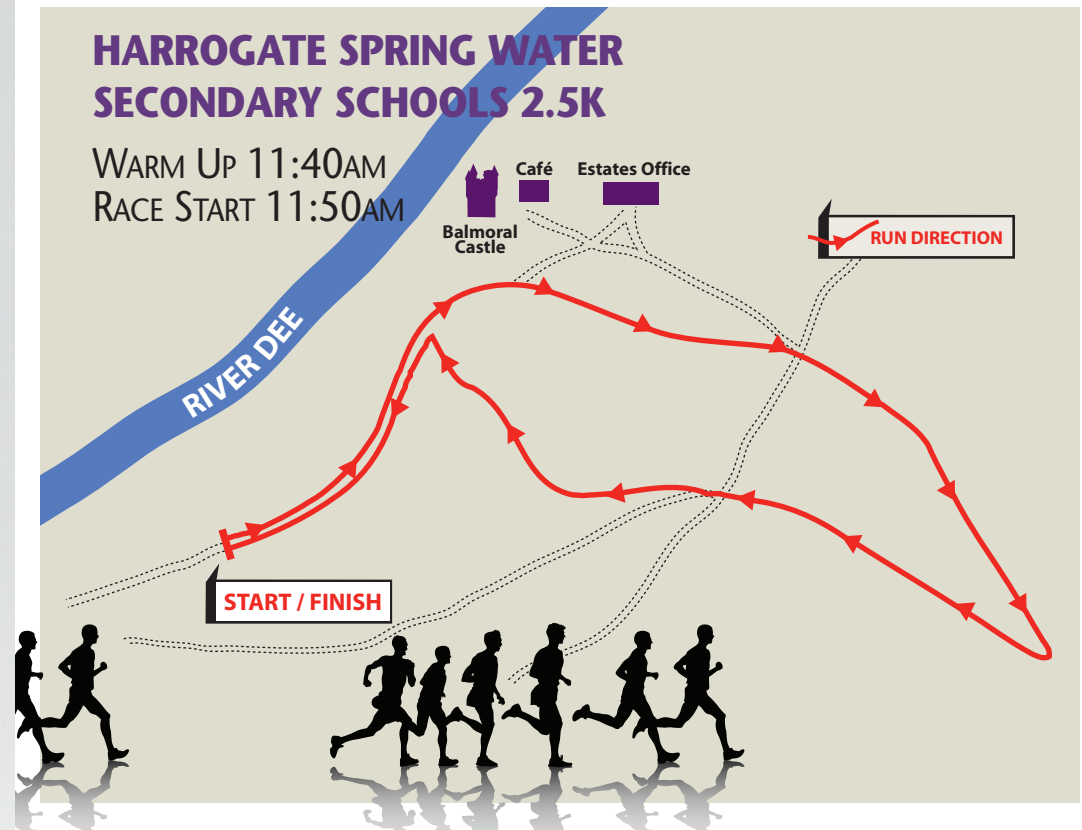 HARROGATE SPRING WATER
SECONDARY SCHOOLS 2.5K
WARM UP 11:40AM
RACE START 11:50AM
Café
Estates Office
Balmoral
Castle
RUN DIRECTION
RIVER DEE
START / FINISH